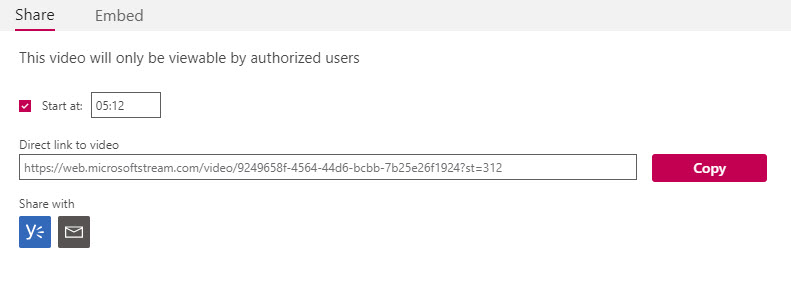 Share Embed
This video will only be viewable by authorized users
Start at: 05:12
Direct link to video
https://web.microsoftstream.com/video/9249658f-4564-44d6-bcbb-7b25e26f1924?st=312 Copy
Share with